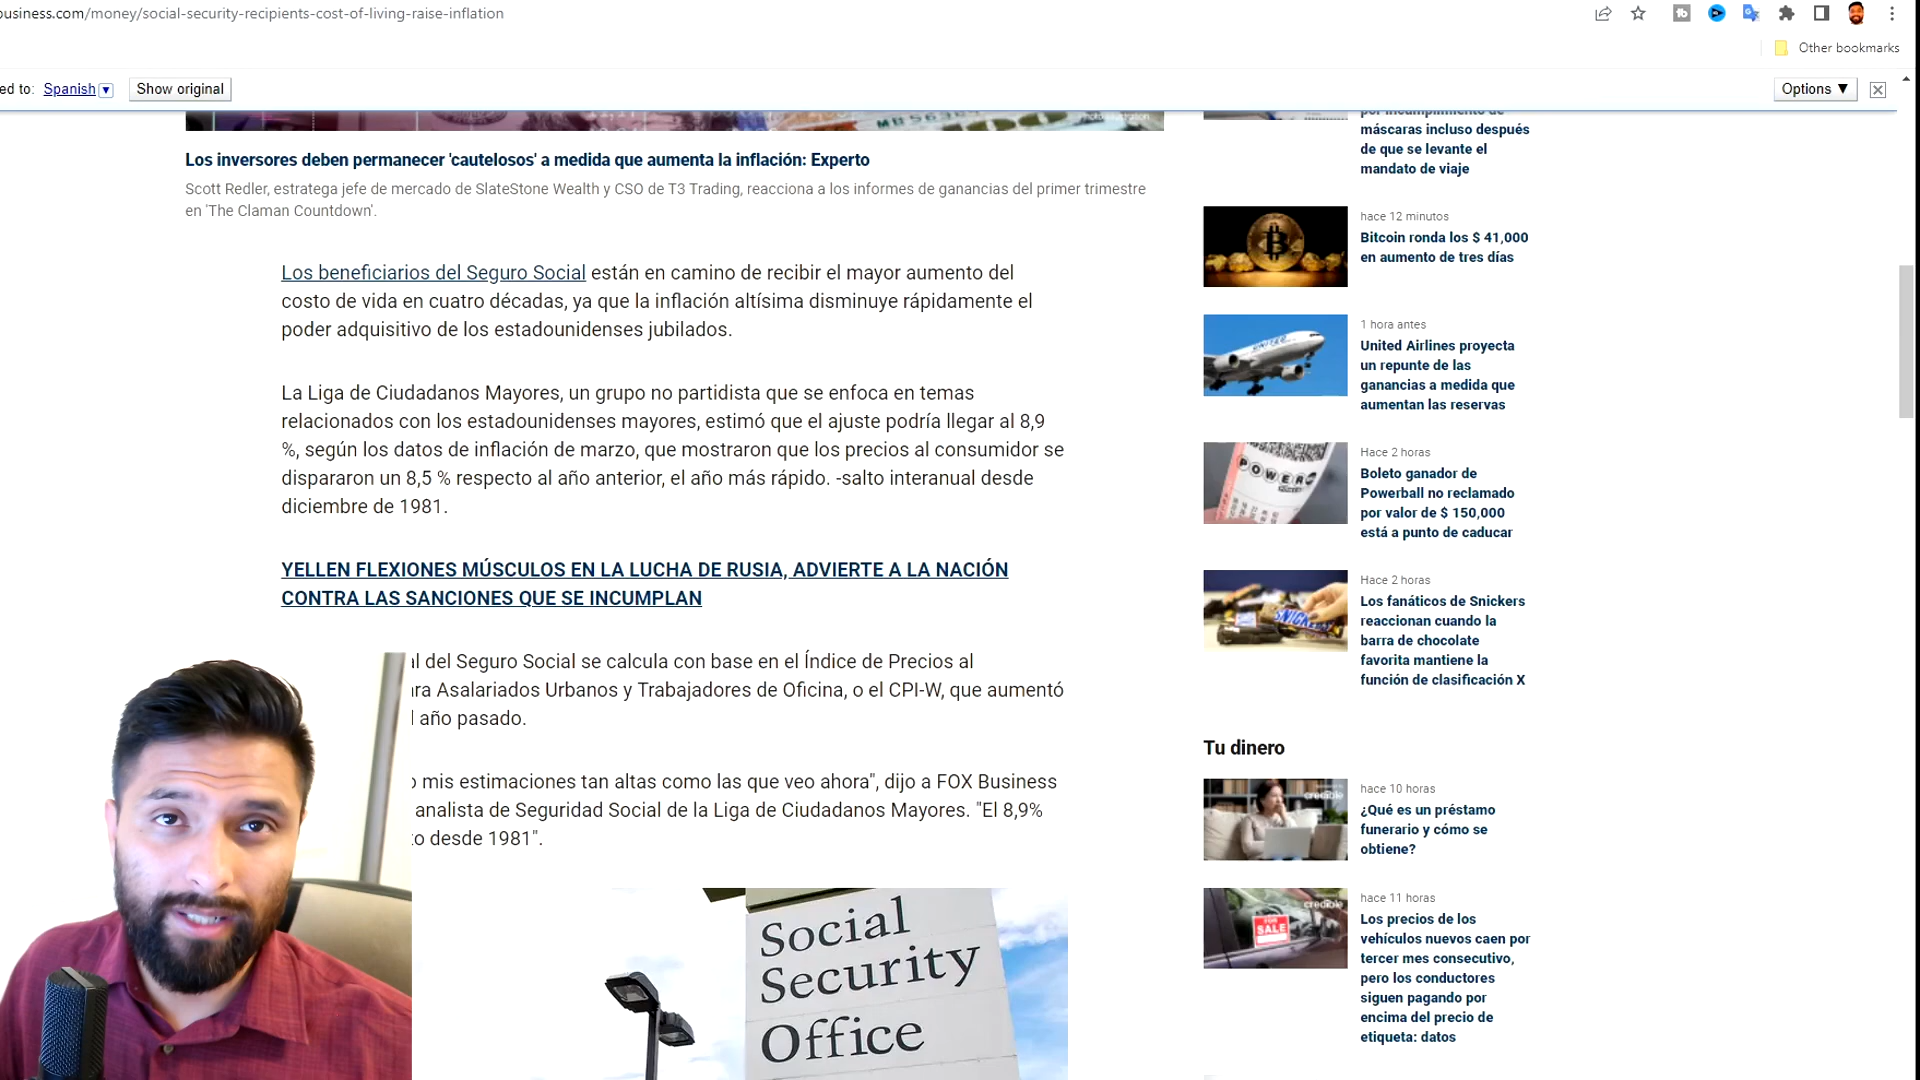 business.com/money/social-security-recipients-cost-of-living-raise-inflation
Other bookmarks
ed to: Spanish ▼ Show original
Options ▼
Los inversores deben permanecer 'cautelosos' a medida que aumenta la inflación: Experto
Scott Redler, estratega jefe de mercado de SlateStone Wealth y CSO de T3 Trading, reacciona a los informes de ganancias del primer trimestre
en 'The Claman Countdown'.
Los beneficiarios del Seguro Social están en camino de recibir el mayor aumento del
costo de vida en cuatro décadas, ya que la inflación altísima disminuye rápidamente el
poder adquisitivo de los estadounidenses jubilados.
La Liga de Ciudadanos Mayores, un grupo no partidista que se enfoca en temas
relacionados con los estadounidenses mayores, estimó que el ajuste podría llegar al 8,9
%, según los datos de inflación de marzo, que mostraron que los precios al consumidor se
dispararon un 8,5 % respecto al año anterior, el año más rápido. -salto interanual desde
diciembre de 1981.
YELLEN FLEXIONES MÚSCULOS EN LA LUCHA DE RUSIA, ADVIERTE A LA NACIÓN
CONTRA LAS SANCIONES QUE SE INCUMPLAN
del Seguro Social se calcula con base en el Índice de Precios al
Asalariados Urbanos y Trabajadores de Oficina, o el CPI-W, que aumentó
año pasado.
mis estimaciones tan altas como las que veo ahora", dijo a FOX Business
analista de Seguridad Social de la Liga de Ciudadanos Mayores. "El 8,9%
desde 1981".
Social
Security
Office
por incumplimiento de
máscaras incluso después
de que se levante el
mandato de viaje
hace 12 minutos
Bitcoin ronda los $ 41,000
en aumento de tres días
1 hora antes
United Airlines proyecta
un repunte de las
ganancias a medida que
aumentan las reservas
POWER
Hace 2 horas
Boleto ganador de
Powerball no reclamado
por valor de $ 150,000
está a punto de caducar
SNICKERS
Hace 2 horas
Los fanáticos de Snickers
reaccionan cuando la
barra de chocolate
favorita mantiene la
función de clasificación X
Tu dinero
credible
hace 10 horas
¿Qué es un préstamo
funerario y cómo se
obtiene?
credible
FOR
SALE
hace 11 horas
Los precios de los
vehículos nuevos caen por
tercer mes consecutivo,
pero los conductores
siguen pagando por
encima del precio de
etiqueta: datos